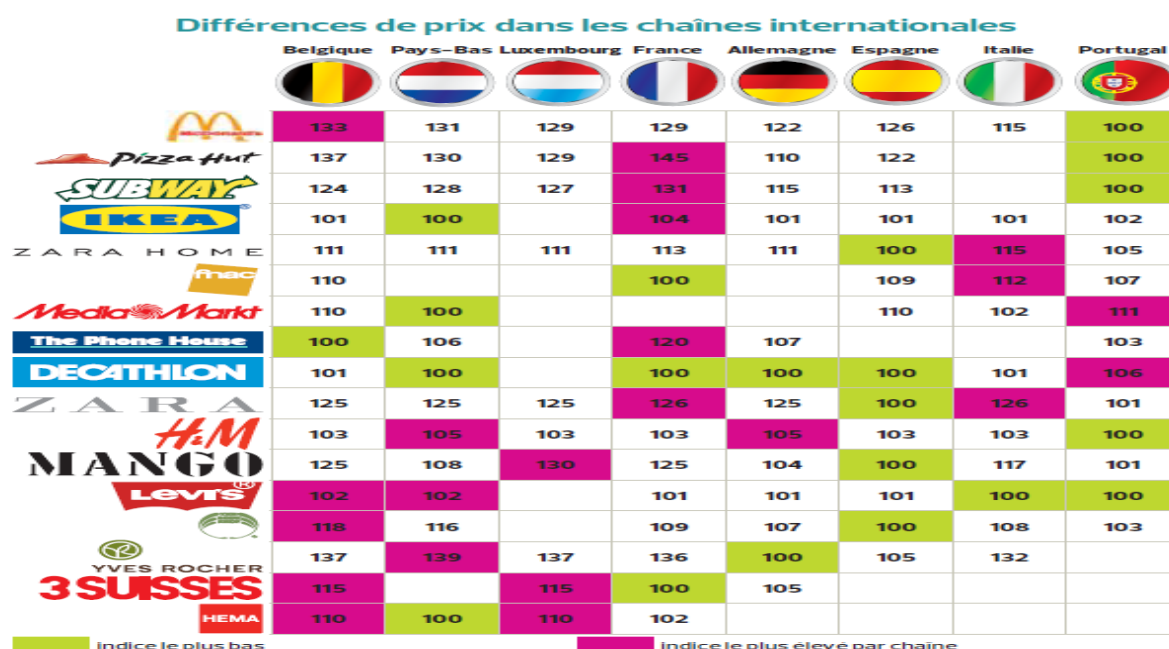 Différences de prix dans les chaînes internationales
Belgique Pays-Bas Luxembourg France Allemagne Espagne Italie Portugal
McDonald's 133 131 129 129 122 126 115 100
Pizza Hut 137 130 129 145 110 122 100
SUBWAY 124 128 127 131 115 113 100
IKEA ® 101 100 104 101 101 101 102
ZARA HOME 111 111 111 113 111 100 115 105
fnac 110 100 109 112 107
Media Markt 110 100 110 102 111
The Phone House 100 106 120 107 103
DECATHLON 101 100 100 100 100 101 106
ZARA 125 125 125 126 125 100 126 101
H&M 103 105 103 103 105 103 103 100
MANGO 125 108 130 125 104 100 117 101
Levi's ® 102 102 101 101 101 100 100
118 116 109 107 100 108 103
YVES ROCHER 137 139 137 136 100 105 132
3 SUISSES 115 115 100 105
HEMA 110 100 110 102
indice le plus bas indice le plus élevé par chaîne